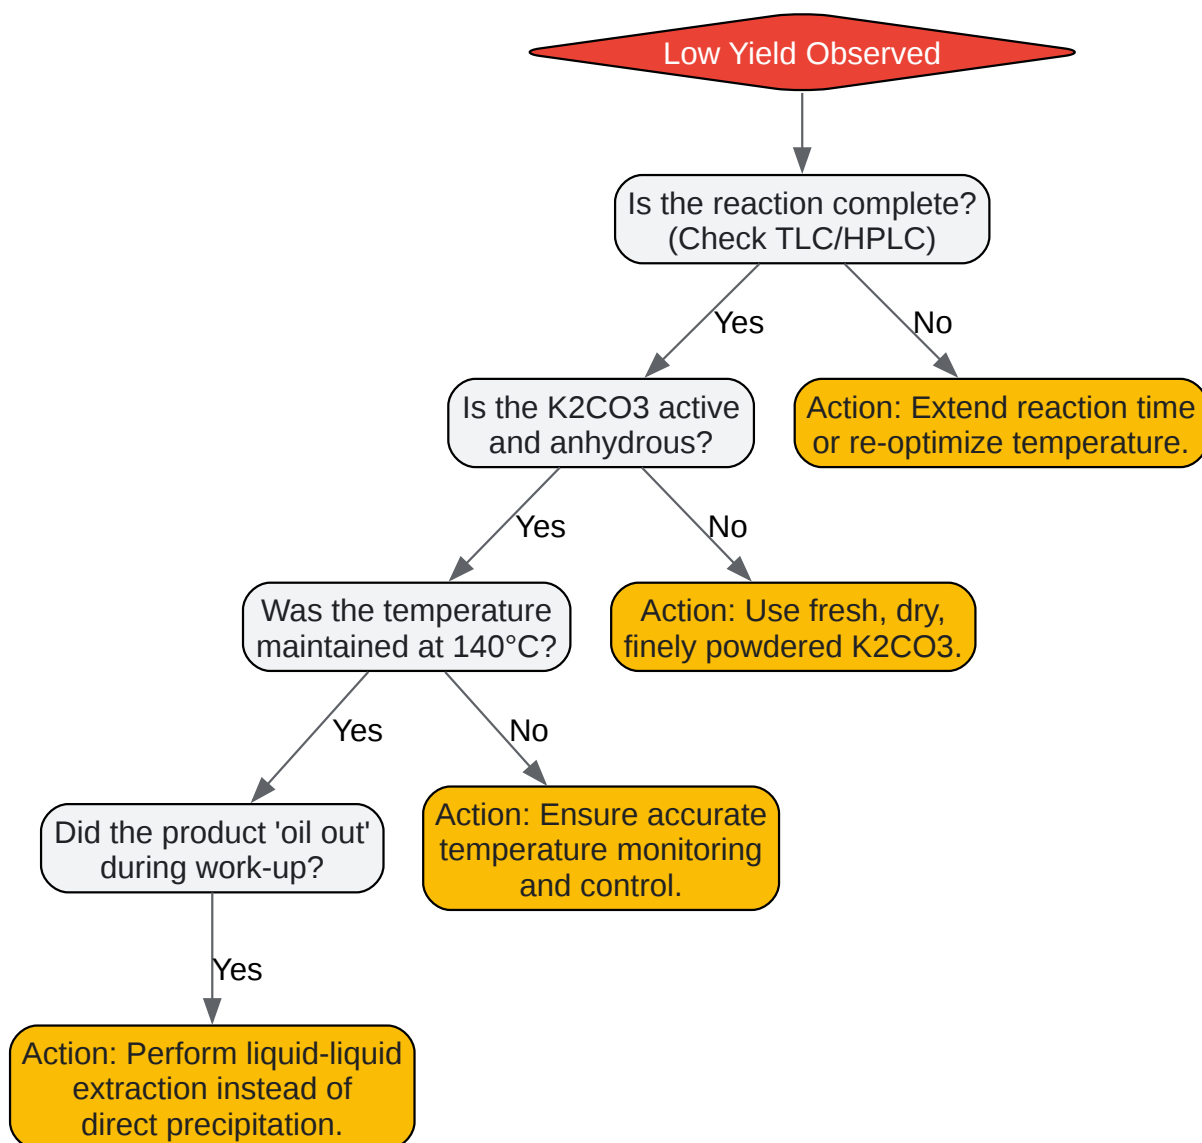 Low Yield Observed
Is the reaction complete?
(Check TLC/HPLC)
Yes
No
Is the K2CO3 active
and anhydrous?
Action: Extend reaction time
or re-optimize temperature.
Yes
No
Was the temperature
maintained at 140°C?
Action: Use fresh, dry,
finely powdered K2CO3.
Yes
No
Did the product 'oil out'
during work-up?
Action: Ensure accurate
temperature monitoring
and control.
Yes
Action: Perform liquid-liquid
extraction instead of
direct precipitation.